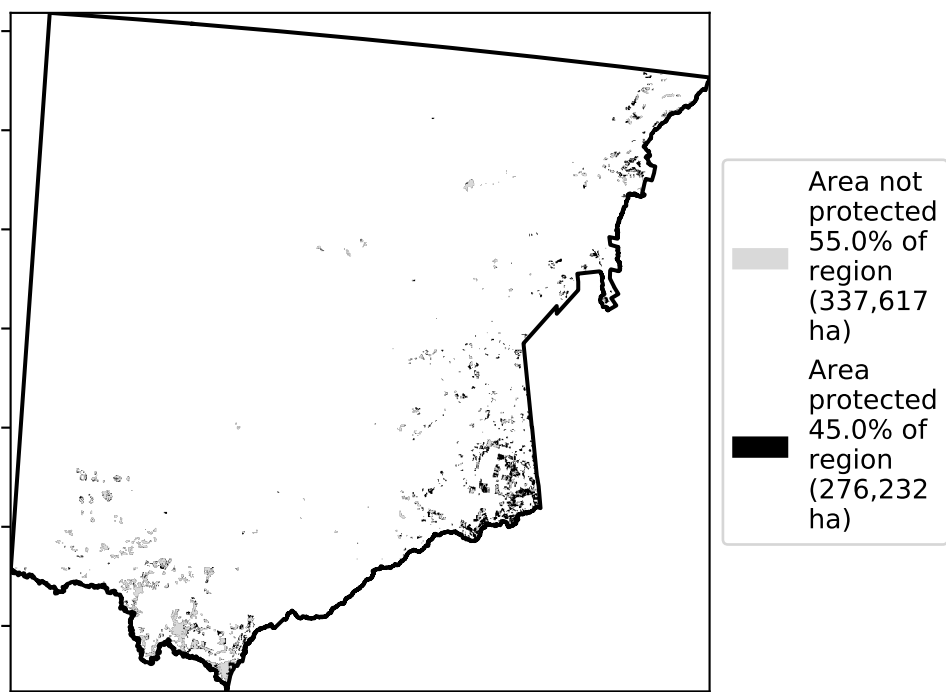 Area not
protected
55.0% of
region
(337,617
ha)
Area
protected
45.0% of
region
(276,232
ha)